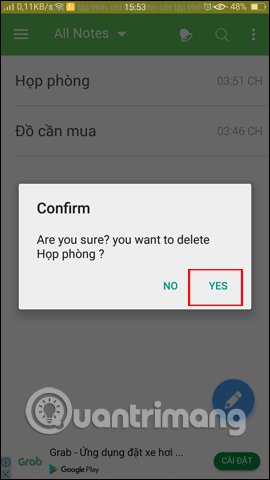 0,11KB/s
15:53
48%
All Notes
Họp phòng
03:51 CH
Đồ cần mua
03:46 CH
Confirm
Are you sure? you want to delete
Họp phòng ?
NO
YES
Quantrimang
Grab
Grab - Ứng dụng đặt xe hơi ...
Google Play
CÀI ĐẶT